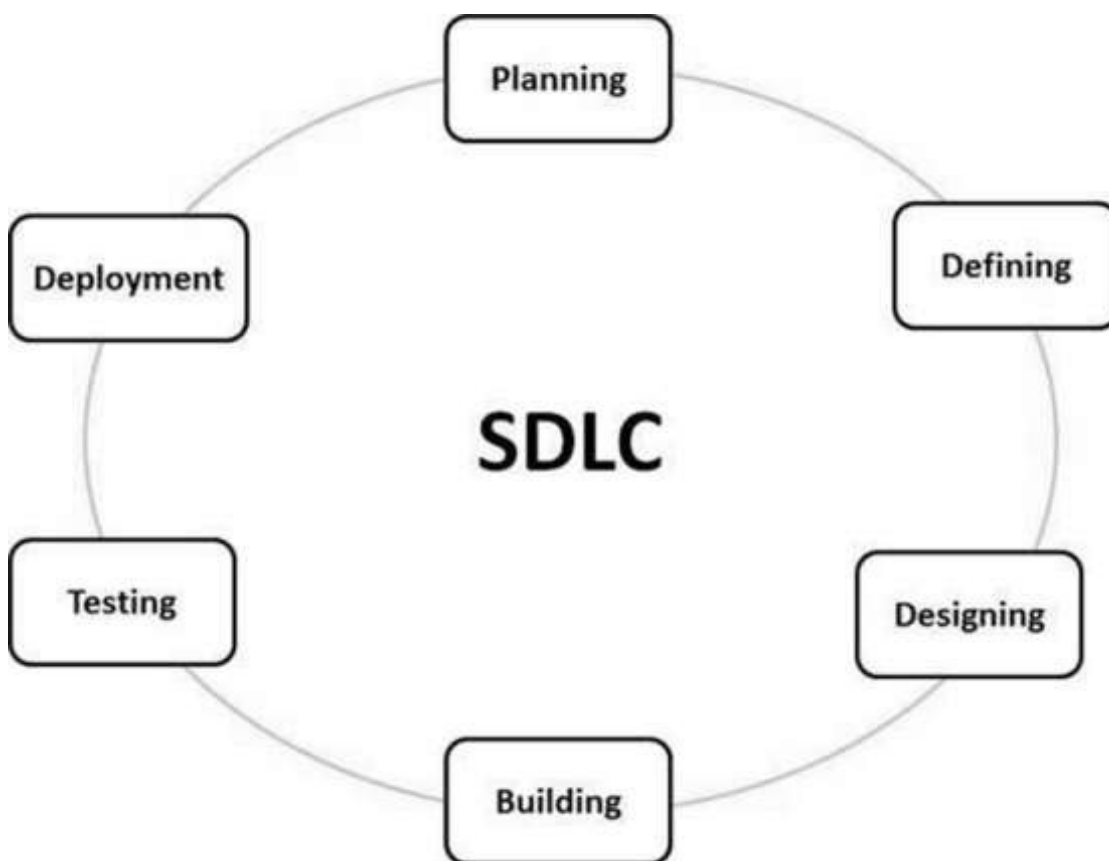 Planning
Defining
Designing
Building
Testing
Deployment
SDLC